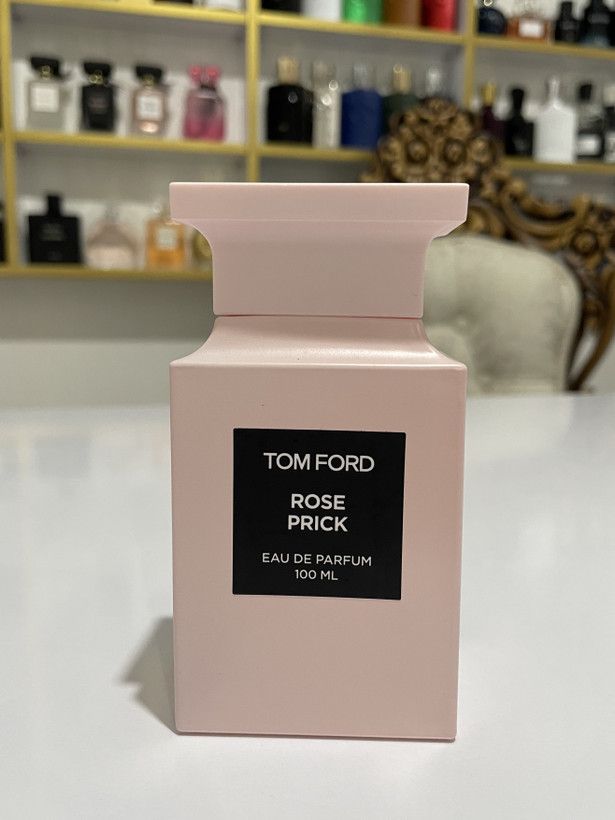 TOM FORD
ROSE
PRICK
EAU DE PARFUM
100 ML